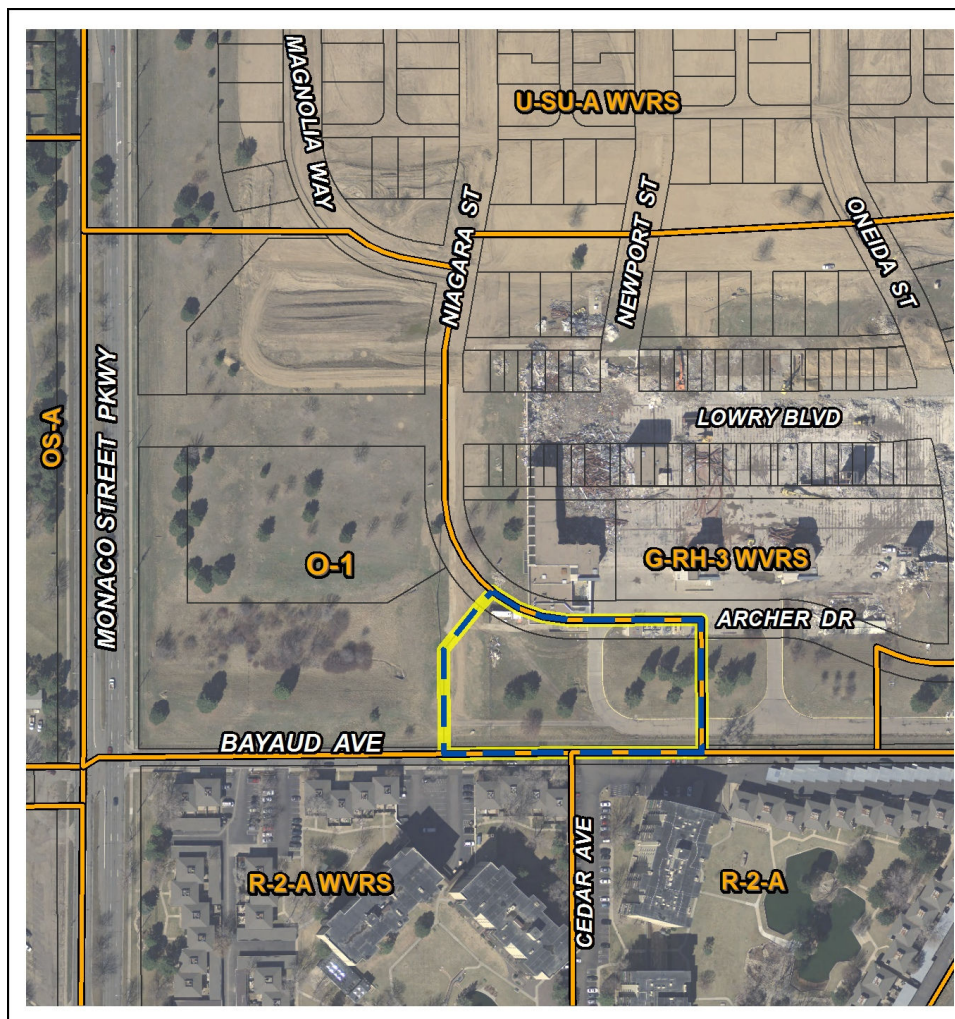 MAGNOLIA WAY
U-SU-A WVRS
NIAGARA ST
NEWPORT ST
ONEIDA ST
OS-A
MONACO STREET PKWY
LOWRY BLVD
O-1
G-RH-3 WVRS
ARCHER DR
BAYAUD AVE
R-2-A WVRS
CEDAR AVE
R-2-A